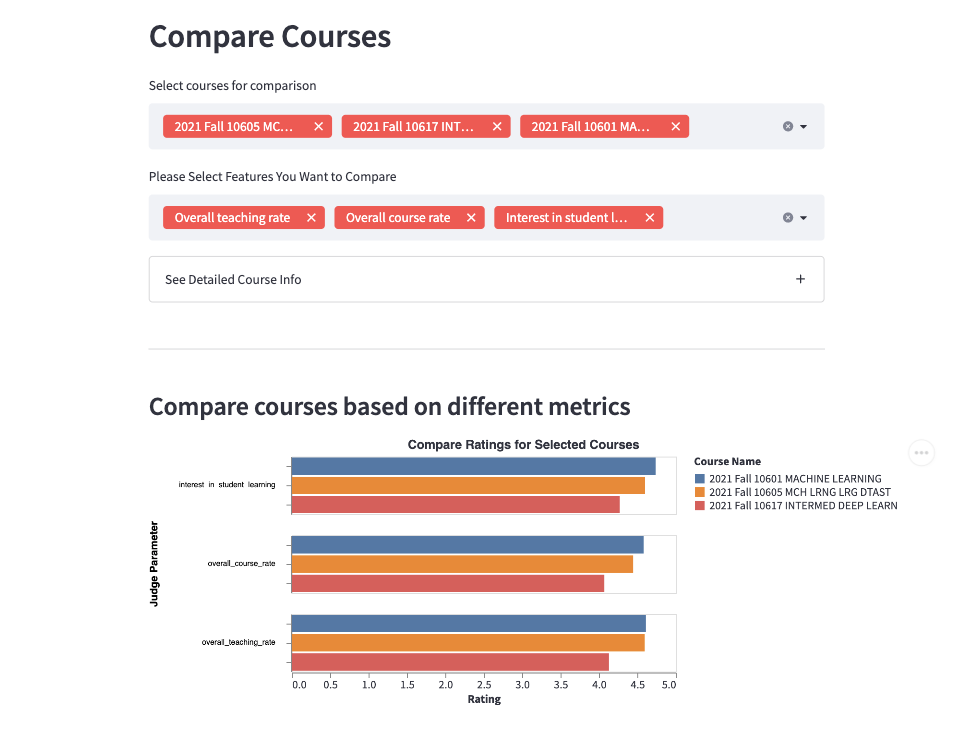 Compare Courses
Select courses for comparison
2021 Fall 10605 MC... 2021 Fall 10617 INT... 2021 Fall 10601 MA...
Please Select Features You Want to Compare
Overall teaching rate Overall course rate Interest in student l...
See Detailed Course Info
Compare courses based on different metrics
Compare Ratings for Selected Courses
Course Name
2021 Fall 10601 MACHINE LEARNING
2021 Fall 10605 MCH LRNG LRG DTAST
2021 Fall 10617 INTERMED DEEP LEARN
Judge Parameter
interest_in_student_learning
overall_course_rate
overall_teaching_rate
0.0 0.5 1.0 1.5 2.0 2.5 3.0 3.5 4.0 4.5 5.0
Rating